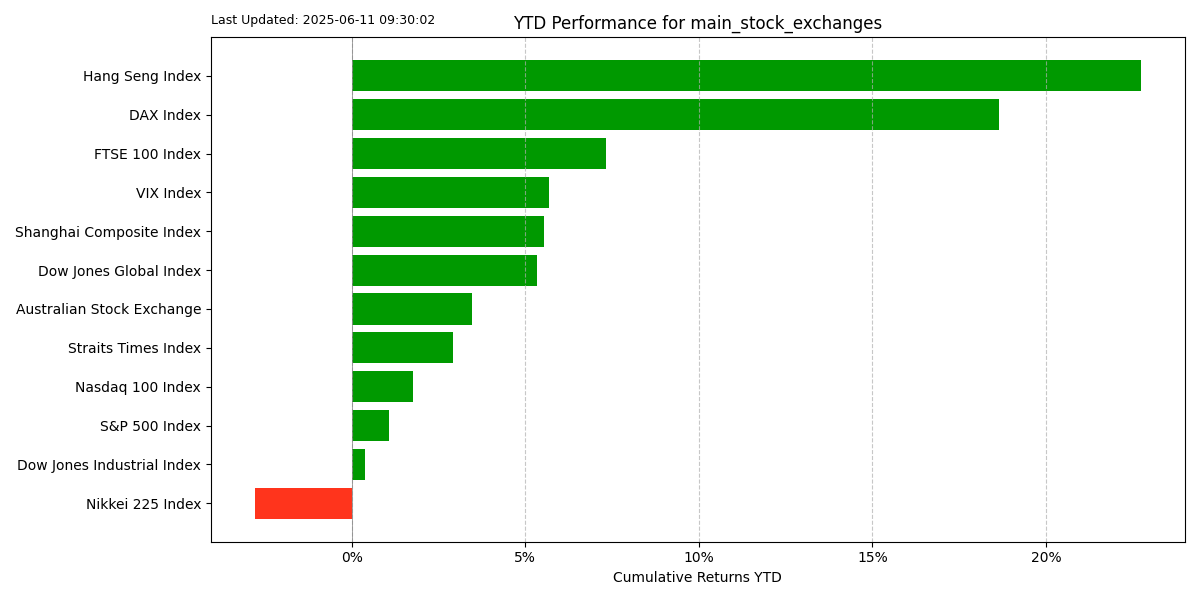 Last Updated: 2025-06-11 09:30:02
YTD Performance for main_stock_exchanges
Hang Seng Index
DAX Index
FTSE 100 Index
VIX Index
Shanghai Composite Index
Dow Jones Global Index
Australian Stock Exchange
Straits Times Index
Nasdaq 100 Index
S&P 500 Index
Dow Jones Industrial Index
Nikkei 225 Index
0% 5% 10% 15% 20%
Cumulative Returns YTD